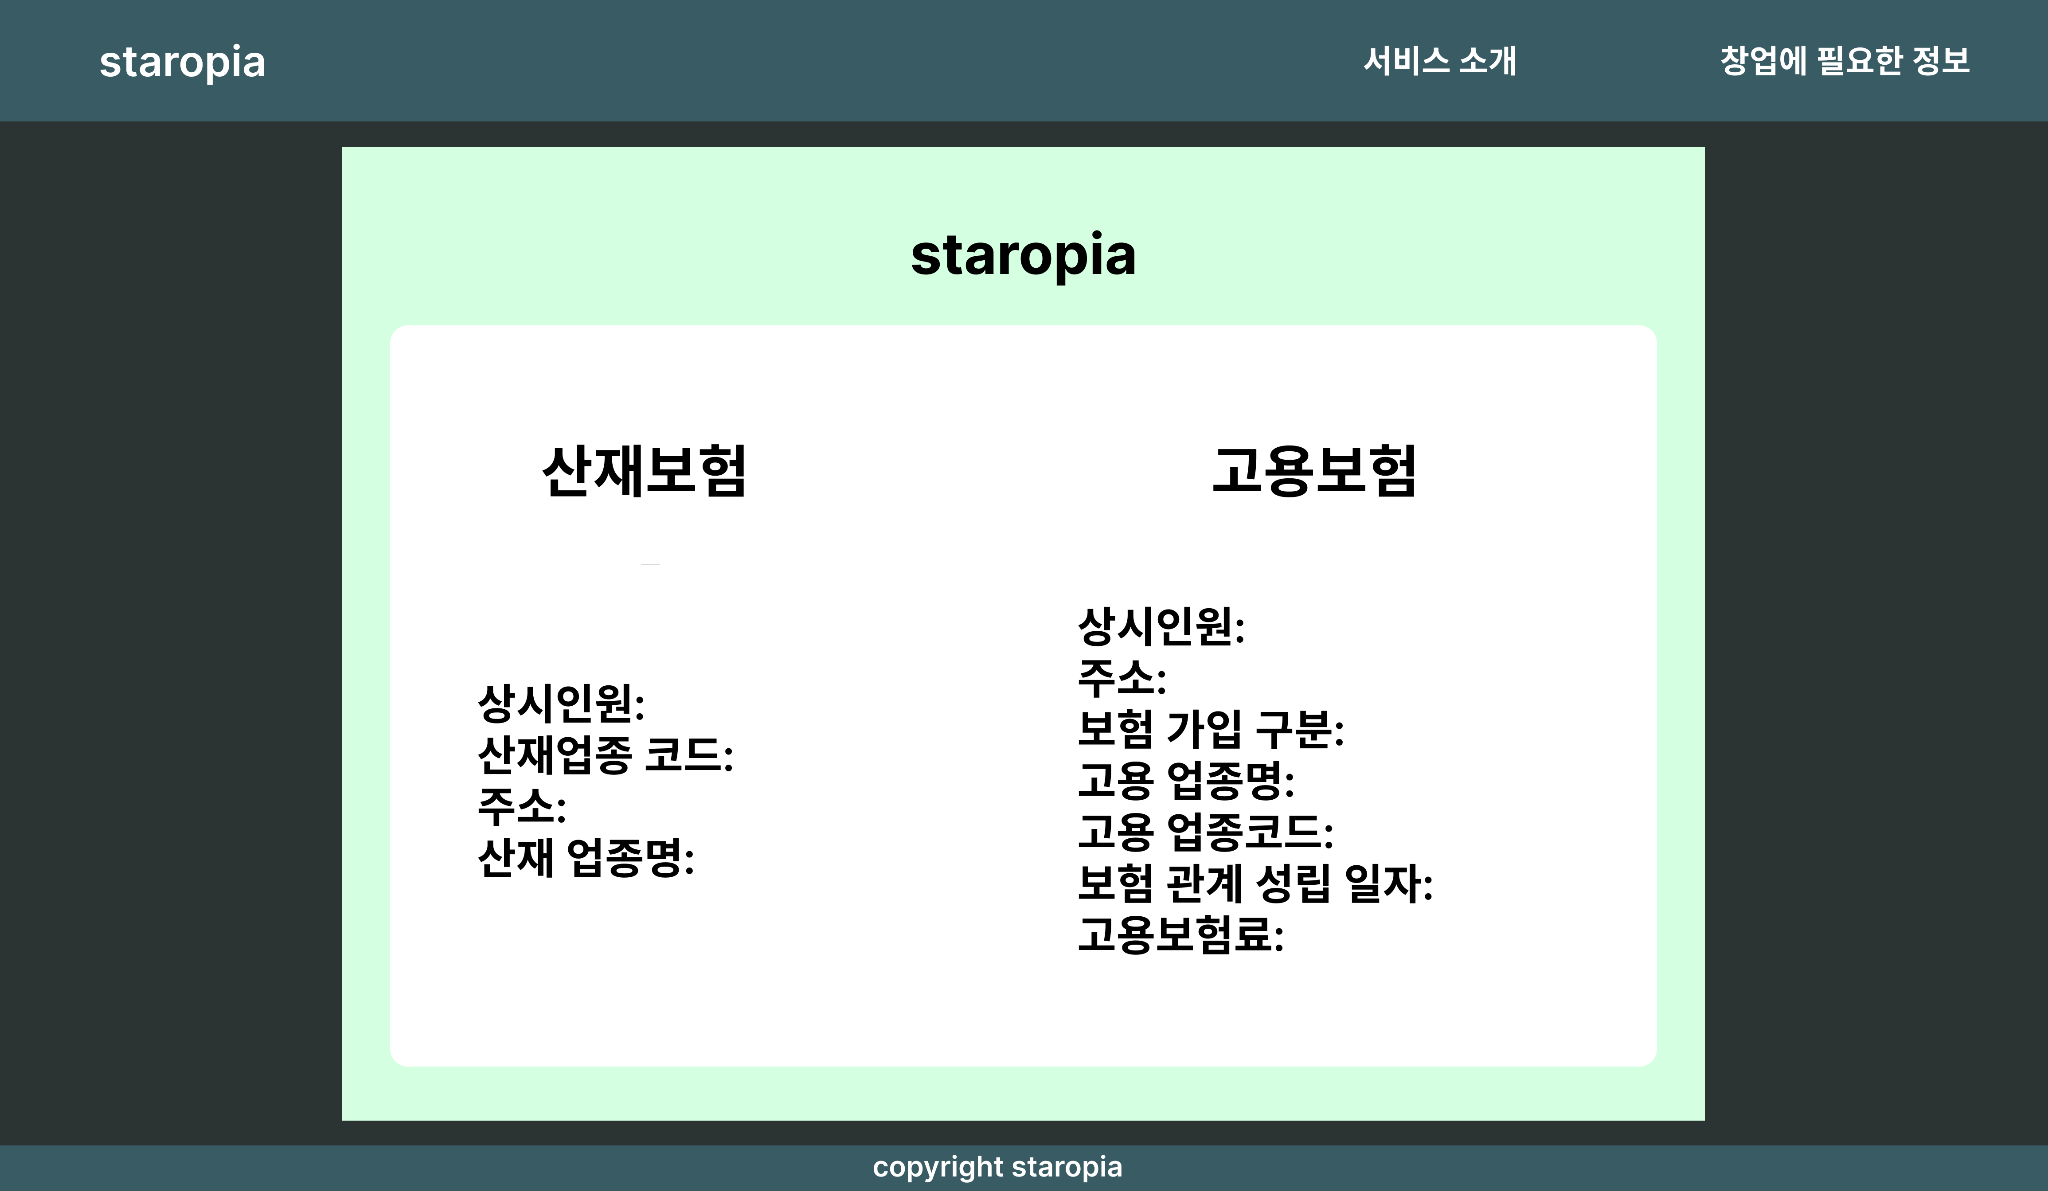 staropia
서비스 소개
창업에 필요한 정보
staropia
산재보험
상시인원:
산재업종 코드:
주소:
산재 업종명:
고용보험
상시인원:
주소:
보험 가입 구분:
고용 업종명:
고용 업종코드:
보험 관계 성립 일자:
고용보험료:
copyright staropia